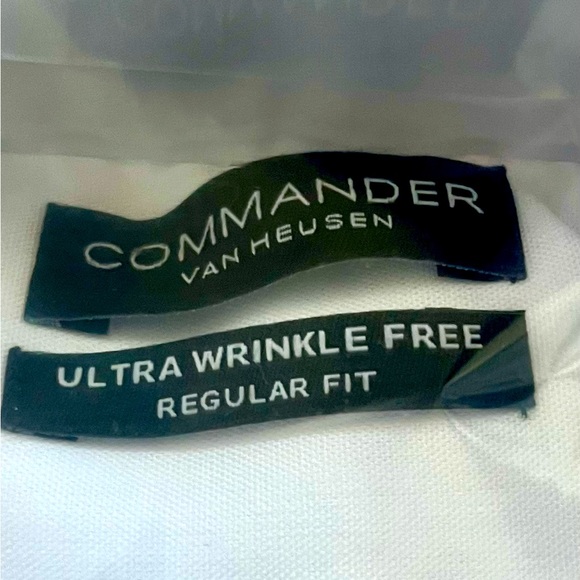 COMMANDER
VAN HEUSEN
ULTRA WRINKLE FREE
REGULAR FIT